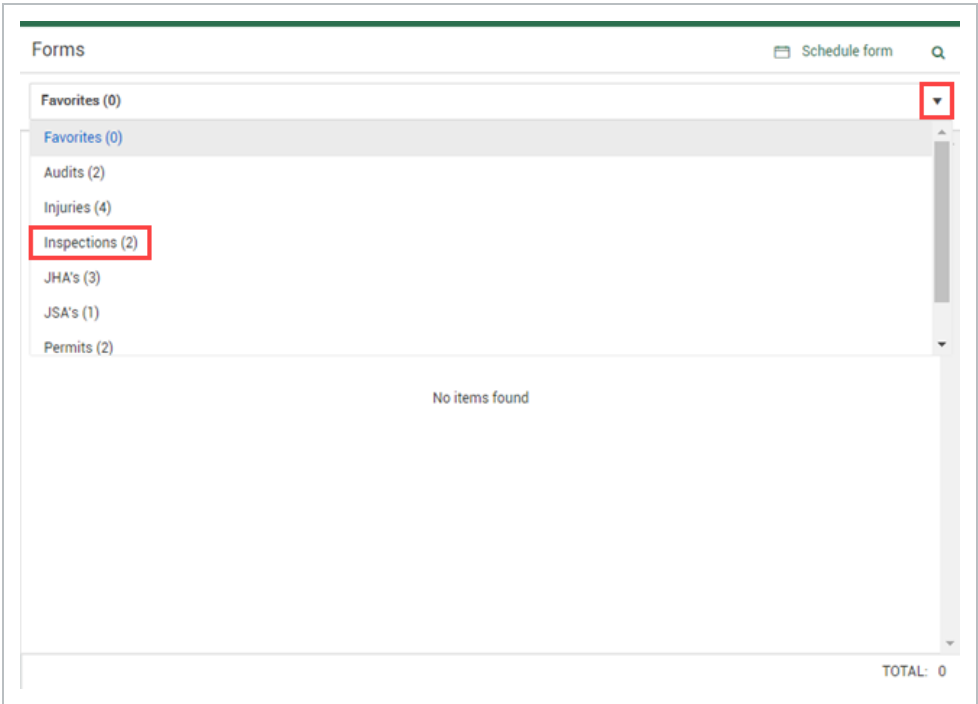 Forms
Schedule form
Favorites (0)
Favorites (0)
Audits (2)
Injuries (4)
Inspections (2)
JHA's (3)
JSA's (1)
Permits (2)
No items found
TOTAL: 0